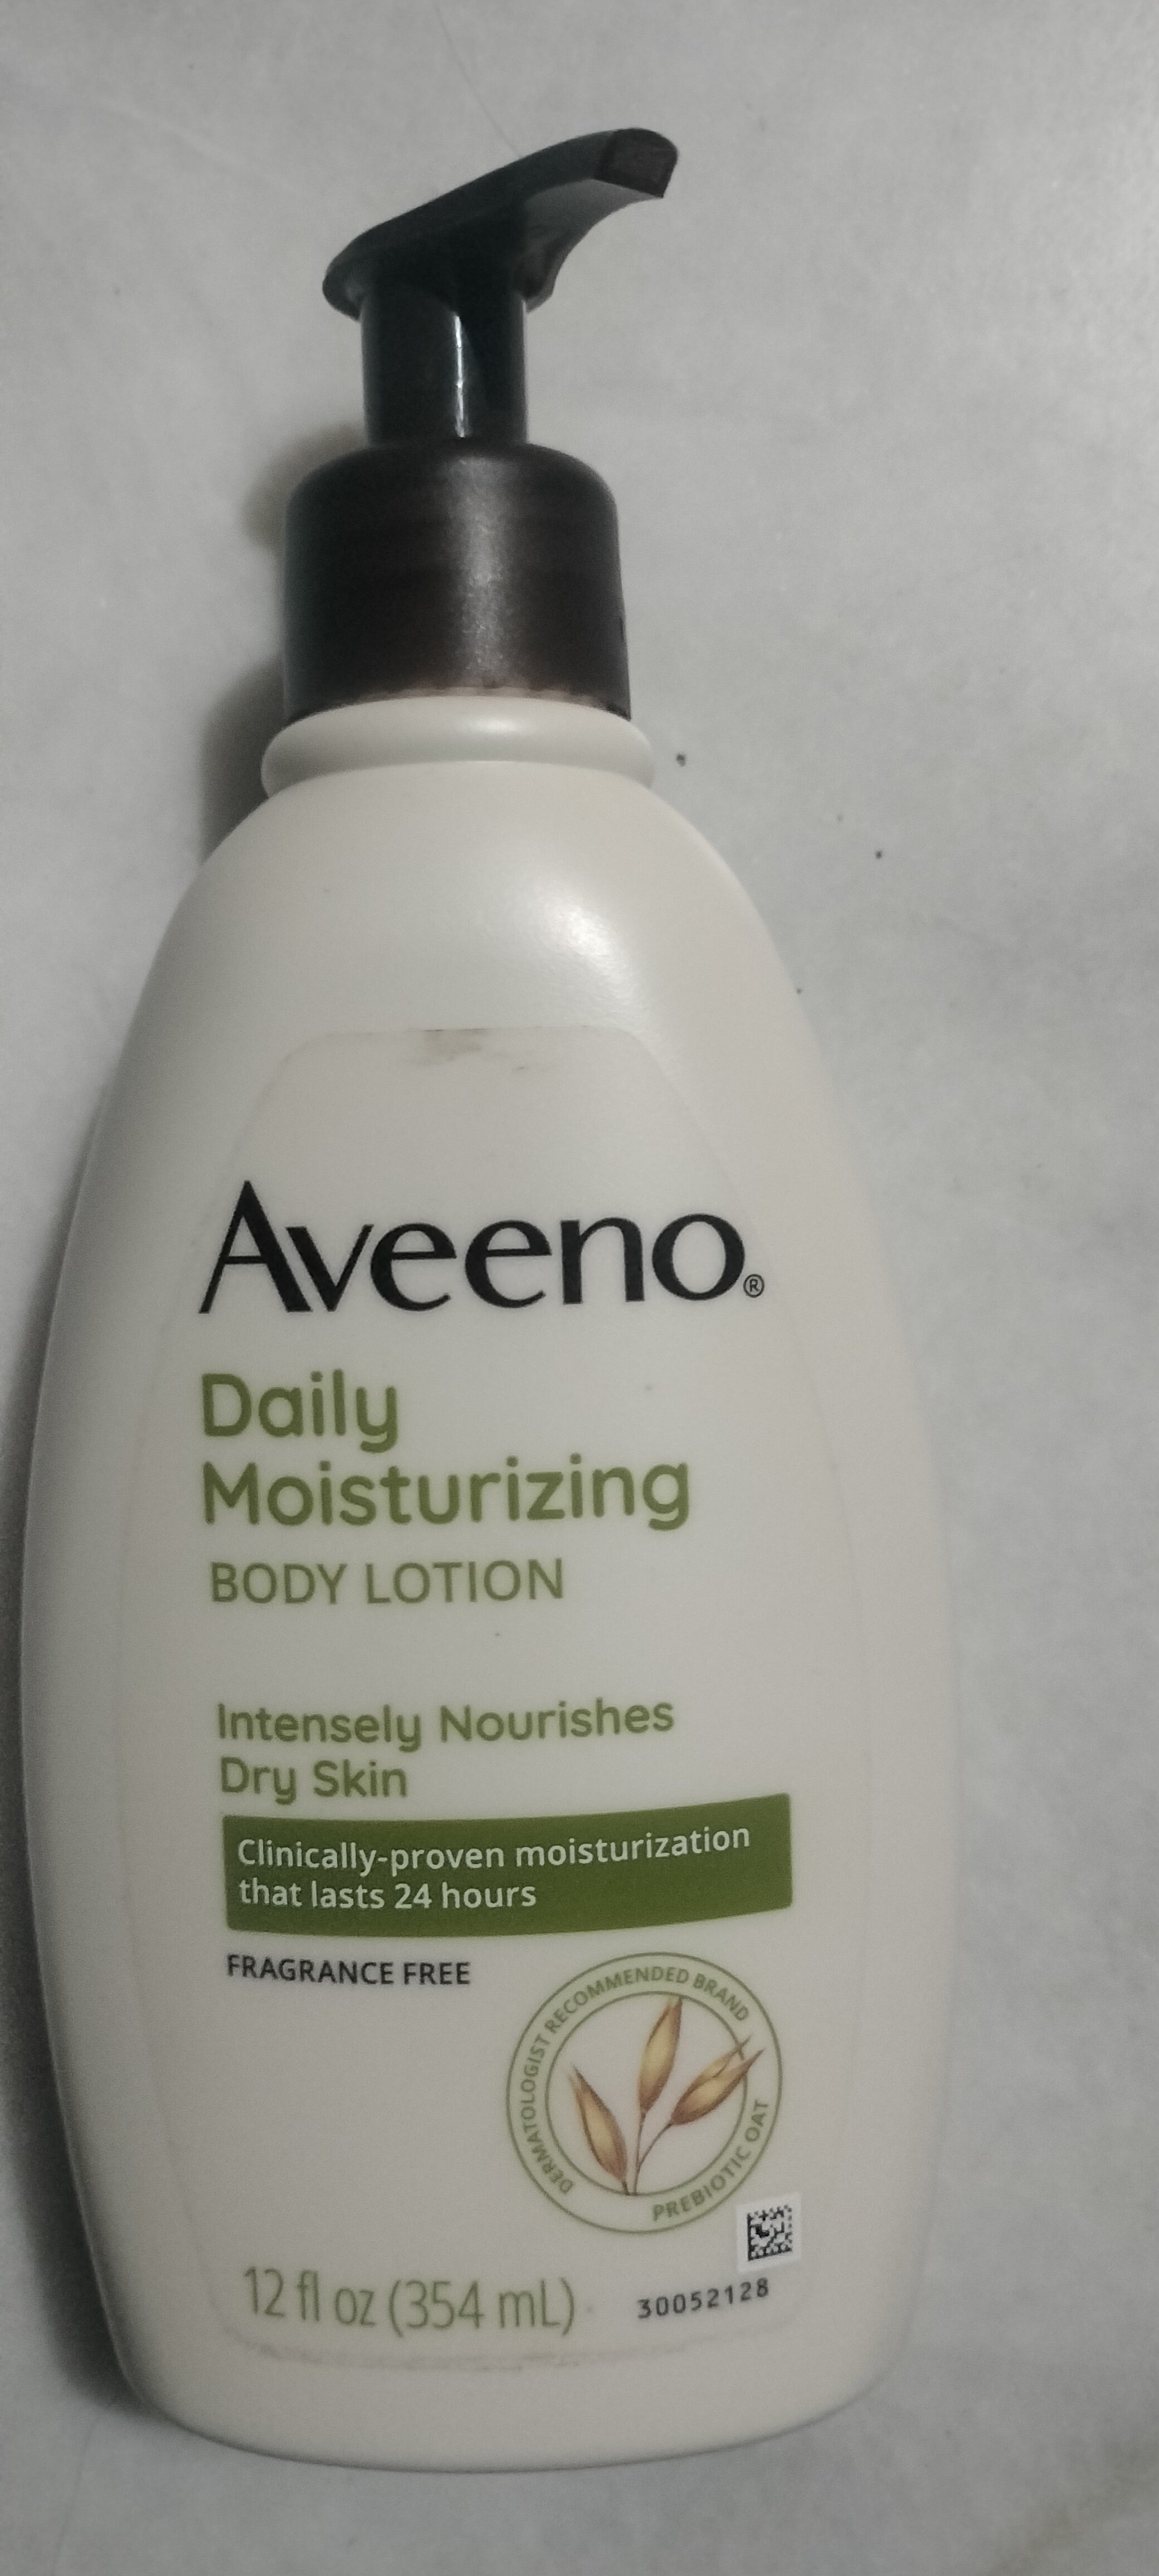 Aveeno®
Daily
Moisturizing
BODY LOTION
Intensely Nourishes
Dry Skin
Clinically-proven moisturization
that lasts 24 hours
FRAGRANCE FREE
DERMATOLOGIST RECOMMENDED BRAND
PREBIOTIC OAT
12 fl oz (354 mL)
30052128